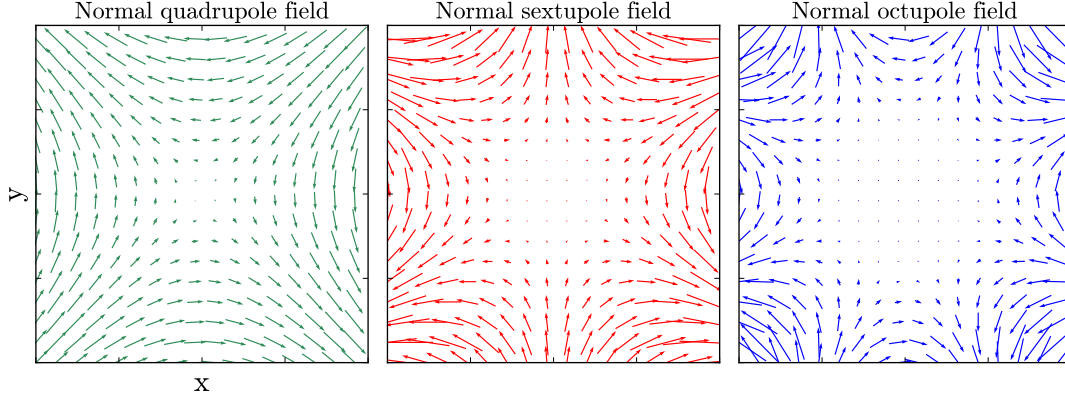 Normal quadrupole field
Normal sextupole field
Normal octupole field
y
x